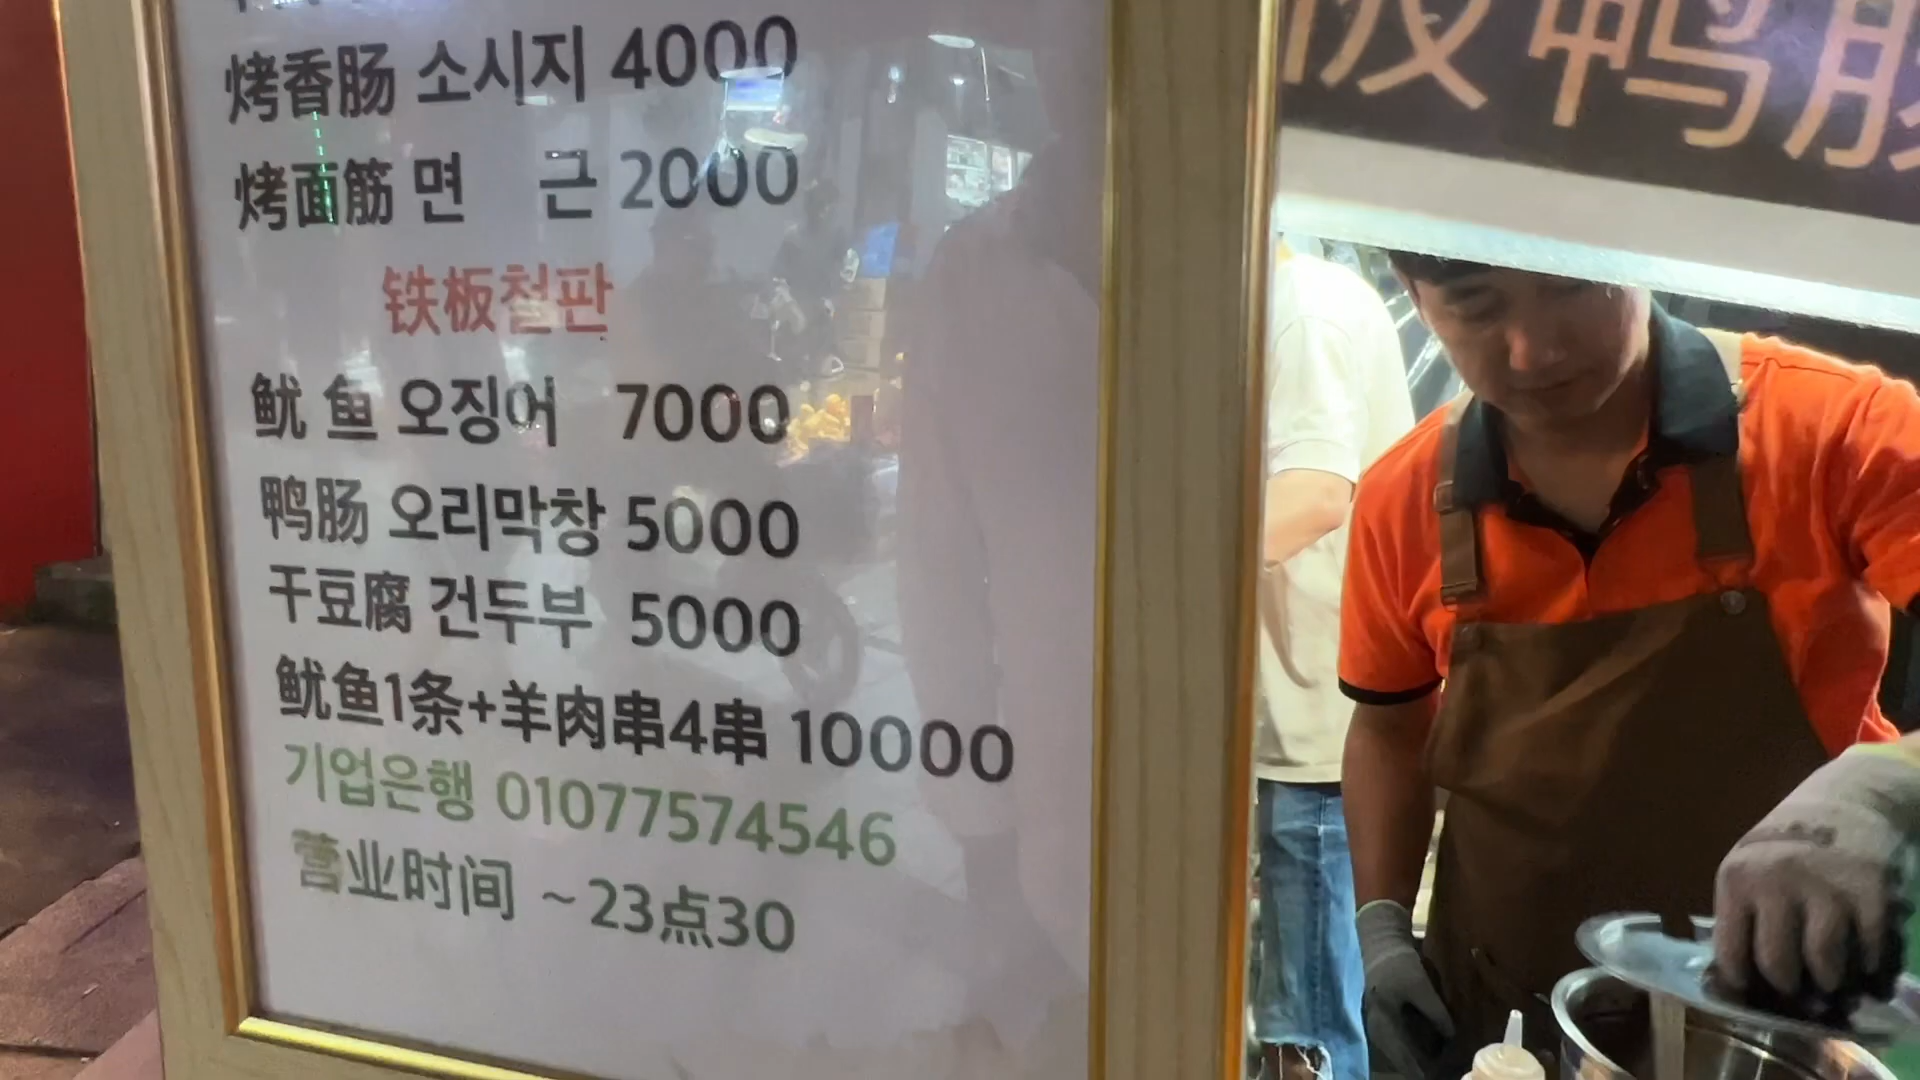 烤香肠 소시지 4000
烤面筋 면 근 2000
铁板철판
鱿 鱼 오징어 7000
鸭肠 오리막창 5000
干豆腐 건두부 5000
鱿鱼1条+羊肉串4串 10000
기업은행 01077574546
营业时间 ~23点30
板鸭肠